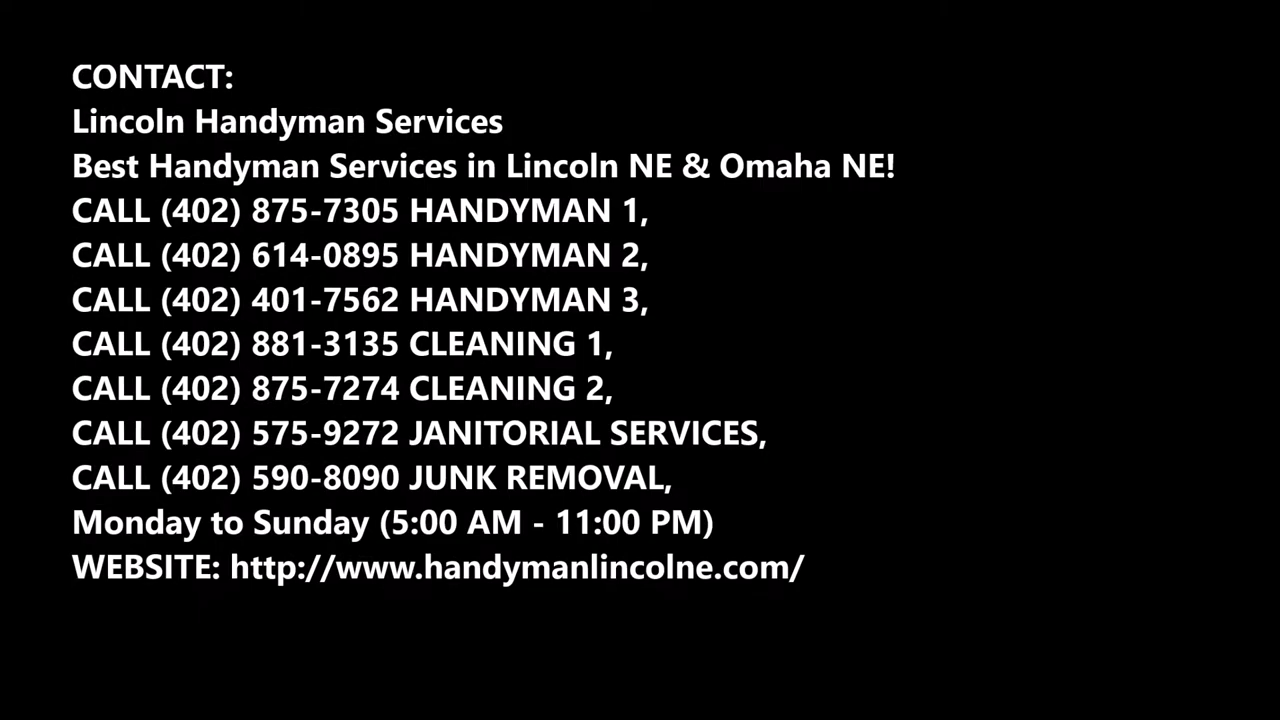 CONTACT:
Lincoln Handyman Services
Best Handyman Services in Lincoln NE & Omaha NE!
CALL (402) 875-7305 HANDYMAN 1,
CALL (402) 614-0895 HANDYMAN 2,
CALL (402) 401-7562 HANDYMAN 3,
CALL (402) 881-3135 CLEANING 1,
CALL (402) 875-7274 CLEANING 2,
CALL (402) 575-9272 JANITORIAL SERVICES,
CALL (402) 590-8090 JUNK REMOVAL,
Monday to Sunday (5:00 AM - 11:00 PM)
WEBSITE: http://www.handymanlincolne.com/